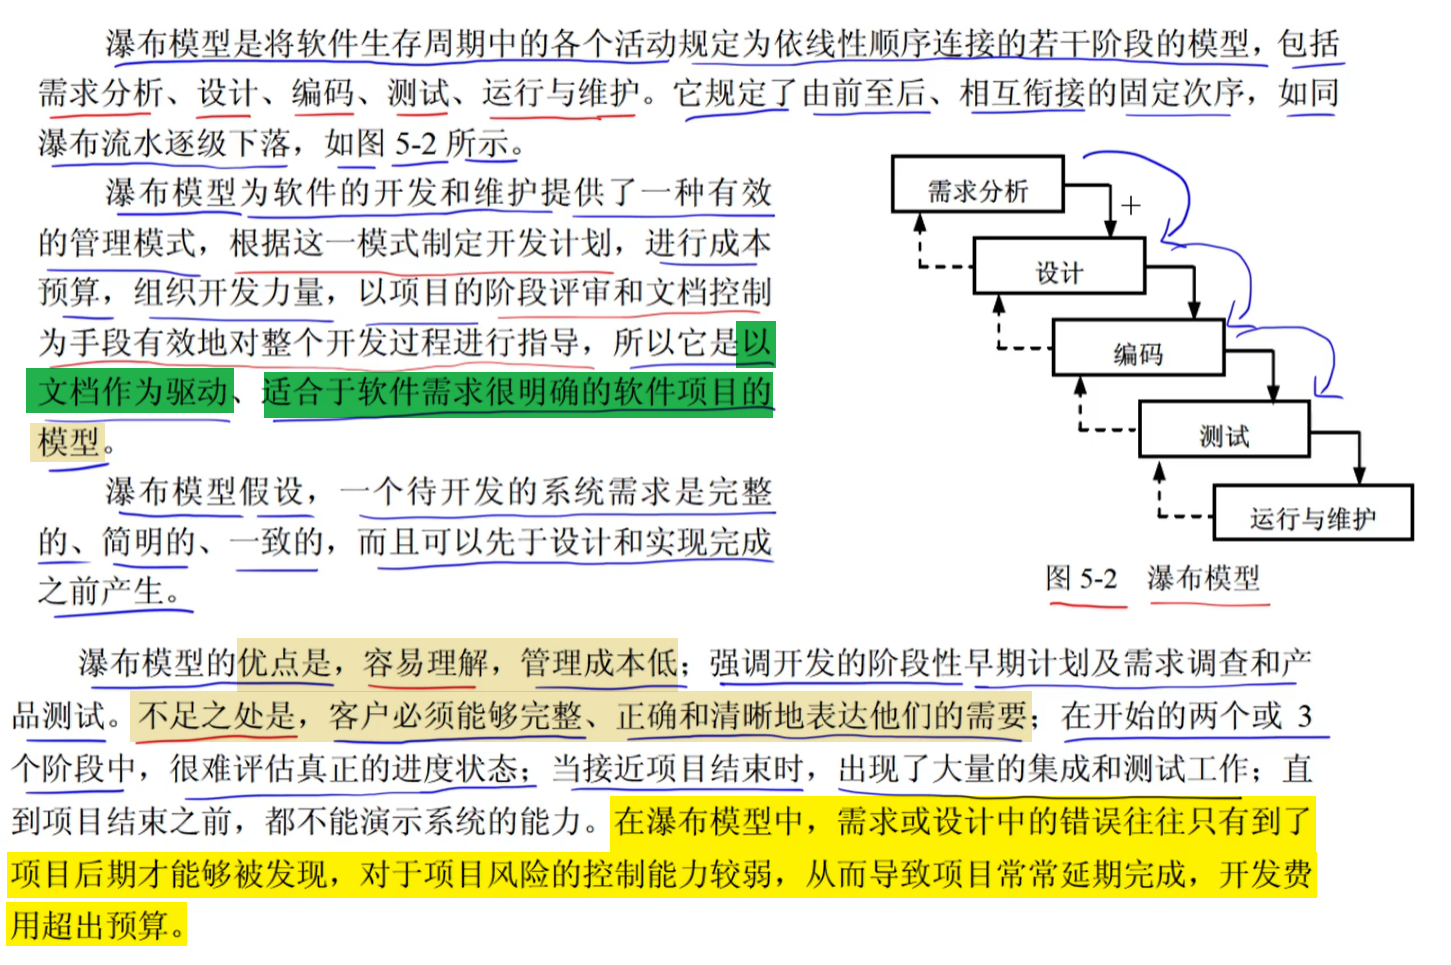 瀑布模型是将软件生存周期中的各个活动规定为依线性顺序连接的若干阶段的模型，包括
需求分析、设计、编码、测试、运行与维护。它规定了由前至后、相互衔接的固定次序，如同
瀑布流水逐级下落，如图 5-2 所示。
瀑布模型为软件的开发和维护提供了一种有效
的管理模式，根据这一模式制定开发计划，进行成本
预算，组织开发力量，以项目的阶段评审和文档控制
为手段有效地对整个开发过程进行指导，所以它是以
文档作为驱动、适合于软件需求很明确的软件项目的
模型。
瀑布模型假设，一个待开发的系统需求是完整
的、简明的、一致的，而且可以先于设计和实现完成
之前产生。
需求分析
设计
编码
测试
运行与维护
图 5-2 瀑布模型
瀑布模型的优点是，容易理解，管理成本低；强调开发的阶段性早期计划及需求调查和产
品测试。不足之处是，客户必须能够完整、正确和清晰地表达他们的需要；在开始的两个或 3
个阶段中，很难评估真正的进度状态；当接近项目结束时，出现了大量的集成和测试工作；直
到项目结束之前，都不能演示系统的能力。在瀑布模型中，需求或设计中的错误往往只有到了
项目后期才能够被发现，对于项目风险的控制能力较弱，从而导致项目常常延期完成，开发费
用超出预算。